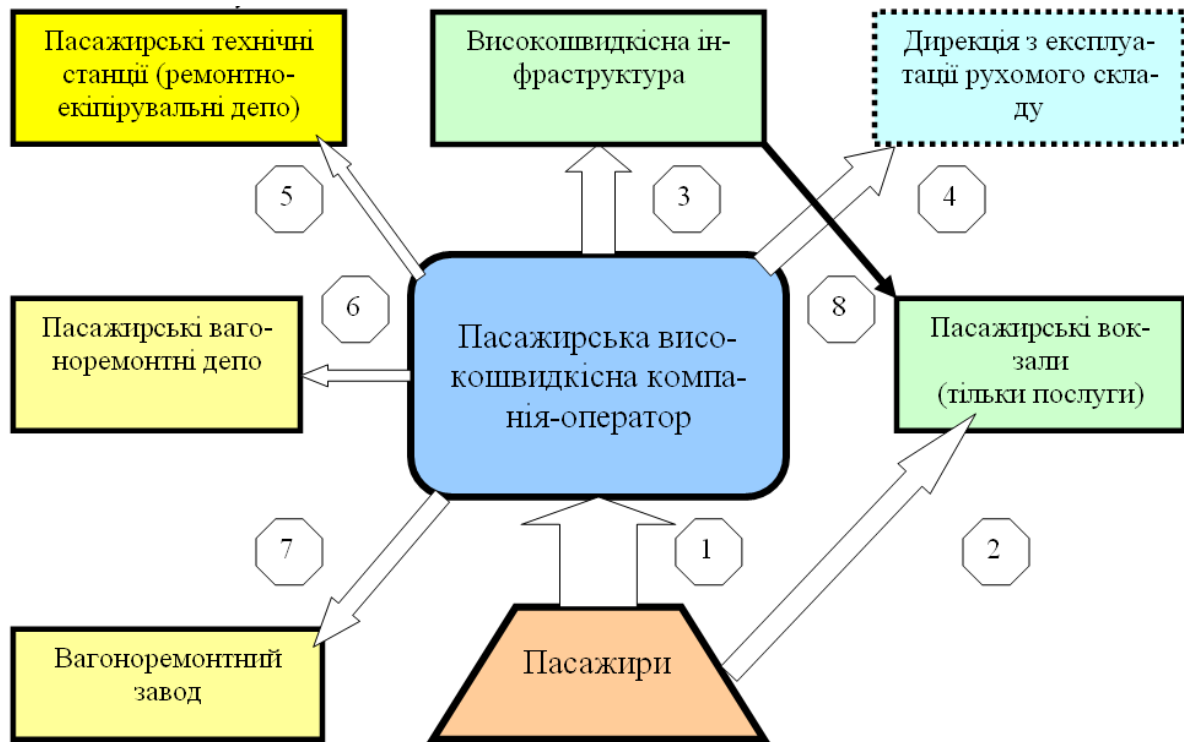 Пасажирські технічні
станції (ремонтно-
екіпірувальні депо)
Високошвидкісна ін-
фраструктура
Дирекція з експлуа-
тації рухомого скла-
ду
5
3
4
6
8
Пасажирські ваго-
норемонтні депо
Пасажирська висо-
кошвидкісна компа-
нія-оператор
Пасажирські вок-
зали
(тільки послуги)
7
1
2
Вагоноремонтний
завод
Пасажири